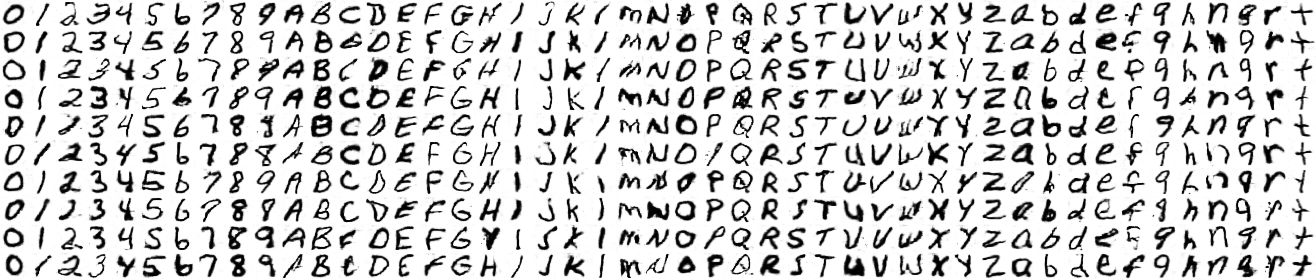 0 1 2 3 4 5 6 7 8 9 A B C D E F G H I J K l m N O P Q R S T U V W X Y Z a b d e f g h n q r t
0 1 2 3 4 5 6 7 8 9 A B C D E F G H I J K l M N O P Q R S T U V W X Y Z a b d e f g h n q r t
0 1 2 3 4 5 6 7 8 9 A B C D E F G H I J K l M N O P Q R S T U V W X Y Z a b d e f g h n q r t
0 1 2 3 4 5 6 7 8 9 A B C D E F G H I J K l M N O P Q R S T U V W X Y Z a b d e f g h n q r t
0 1 2 3 4 5 6 7 8 8 A B C D E F G H I J K l m N O P Q R S T U V W X Y Z a b d e f g h n q r t
0 1 2 3 4 5 6 7 8 8 A B C D E F G H I J K l m N O P Q R S T U V W X Y Z a b d e f g h n q r t
0 1 2 3 4 5 6 7 8 9 A B C D E F G H I J K l m N O P Q R S T U V W X Y Z a b d e f g h n q r t
0 1 2 3 4 5 6 7 8 9 A B C D E F G H I J K l m N O P Q R S T U V W X Y Z a b d e f g h n q r t
0 1 2 3 4 5 6 7 8 9 A B C D E F G Y I J K l m N O P Q R S T U V W X Y Z a b d e f g h n q r t
0 1 2 3 4 5 6 7 8 9 A B C D E F G H I J K l m N O P Q R S T U V W X Y Z a b d e f g h n q r t